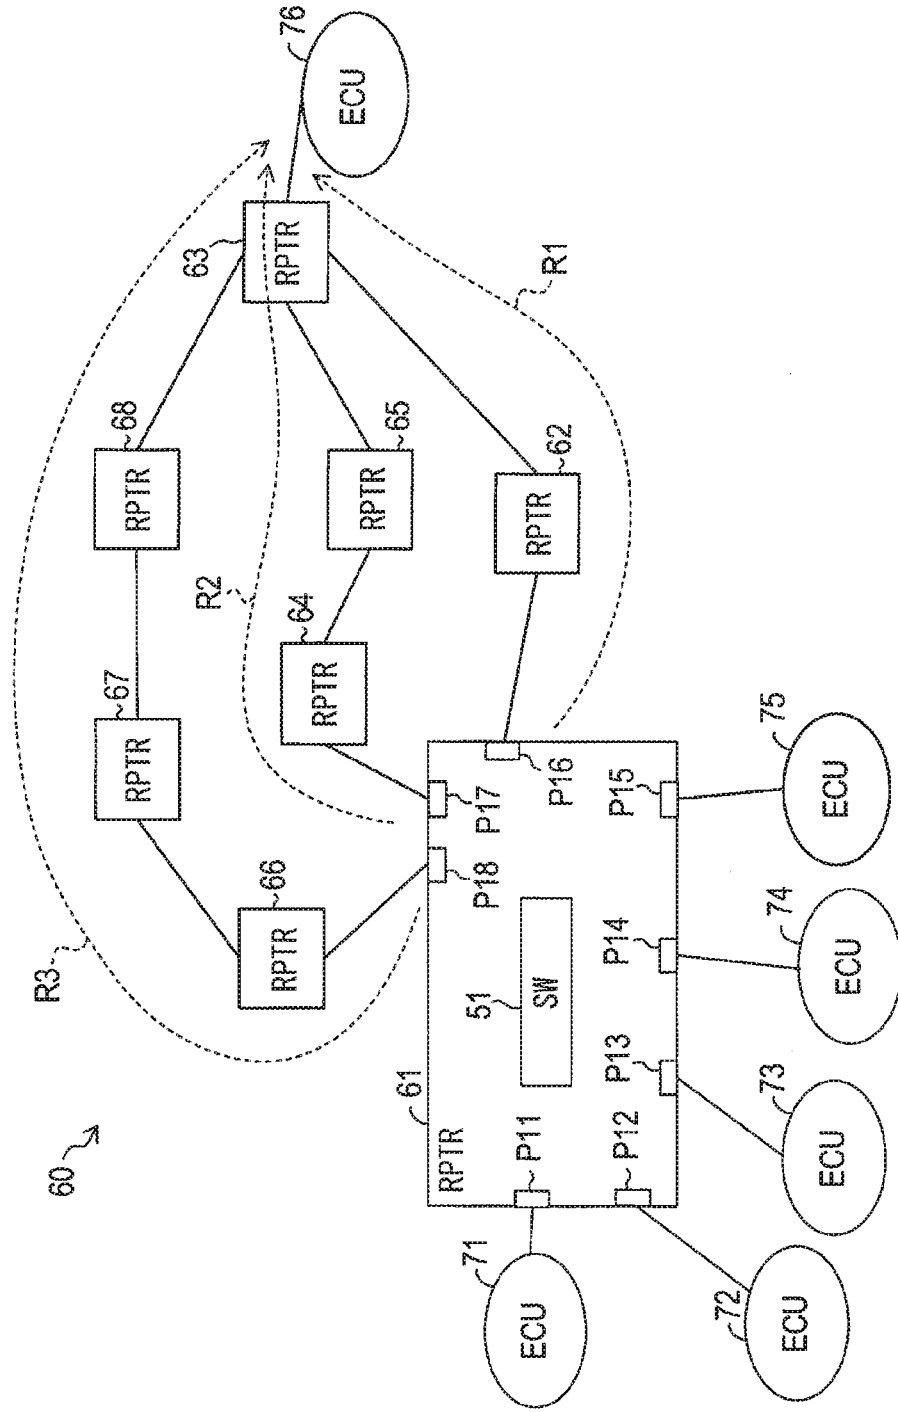 60
R3
R2
R1
RPTR
61
SW
51
P11
P12
P13
P14
P15
P16
P17
P18
RPTR
66
RPTR
67
RPTR
68
RPTR
64
RPTR
65
RPTR
62
RPTR
63
ECU
71
ECU
72
ECU
73
ECU
74
ECU
75
ECU
76